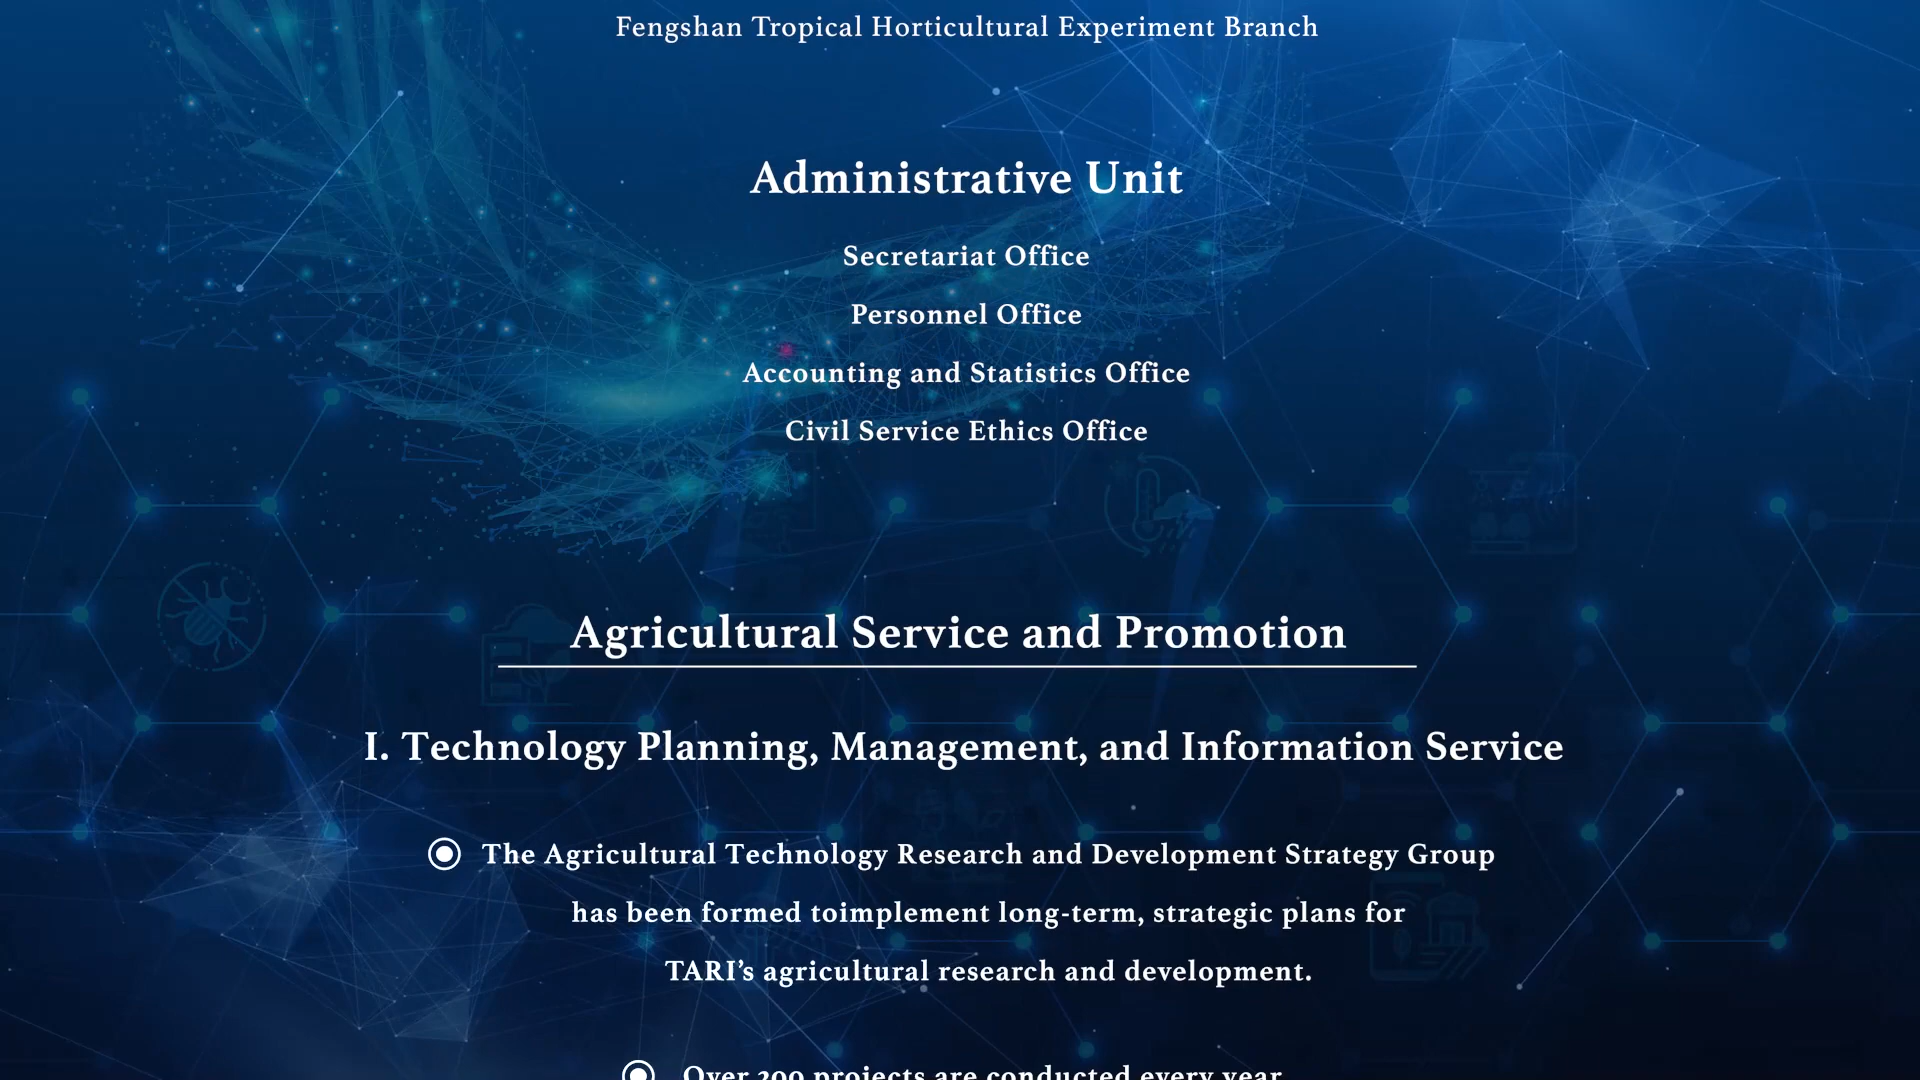 Fengshan Tropical Horticultural Experiment Branch
Administrative Unit
Secretariat Office
Personnel Office
Accounting and Statistics Office
Civil Service Ethics Office
Agricultural Service and Promotion
I. Technology Planning, Management, and Information Service
The Agricultural Technology Research and Development Strategy Group
has been formed toimplement long-term, strategic plans for
TARI’s agricultural research and development.
Over 200 projects are conducted every year